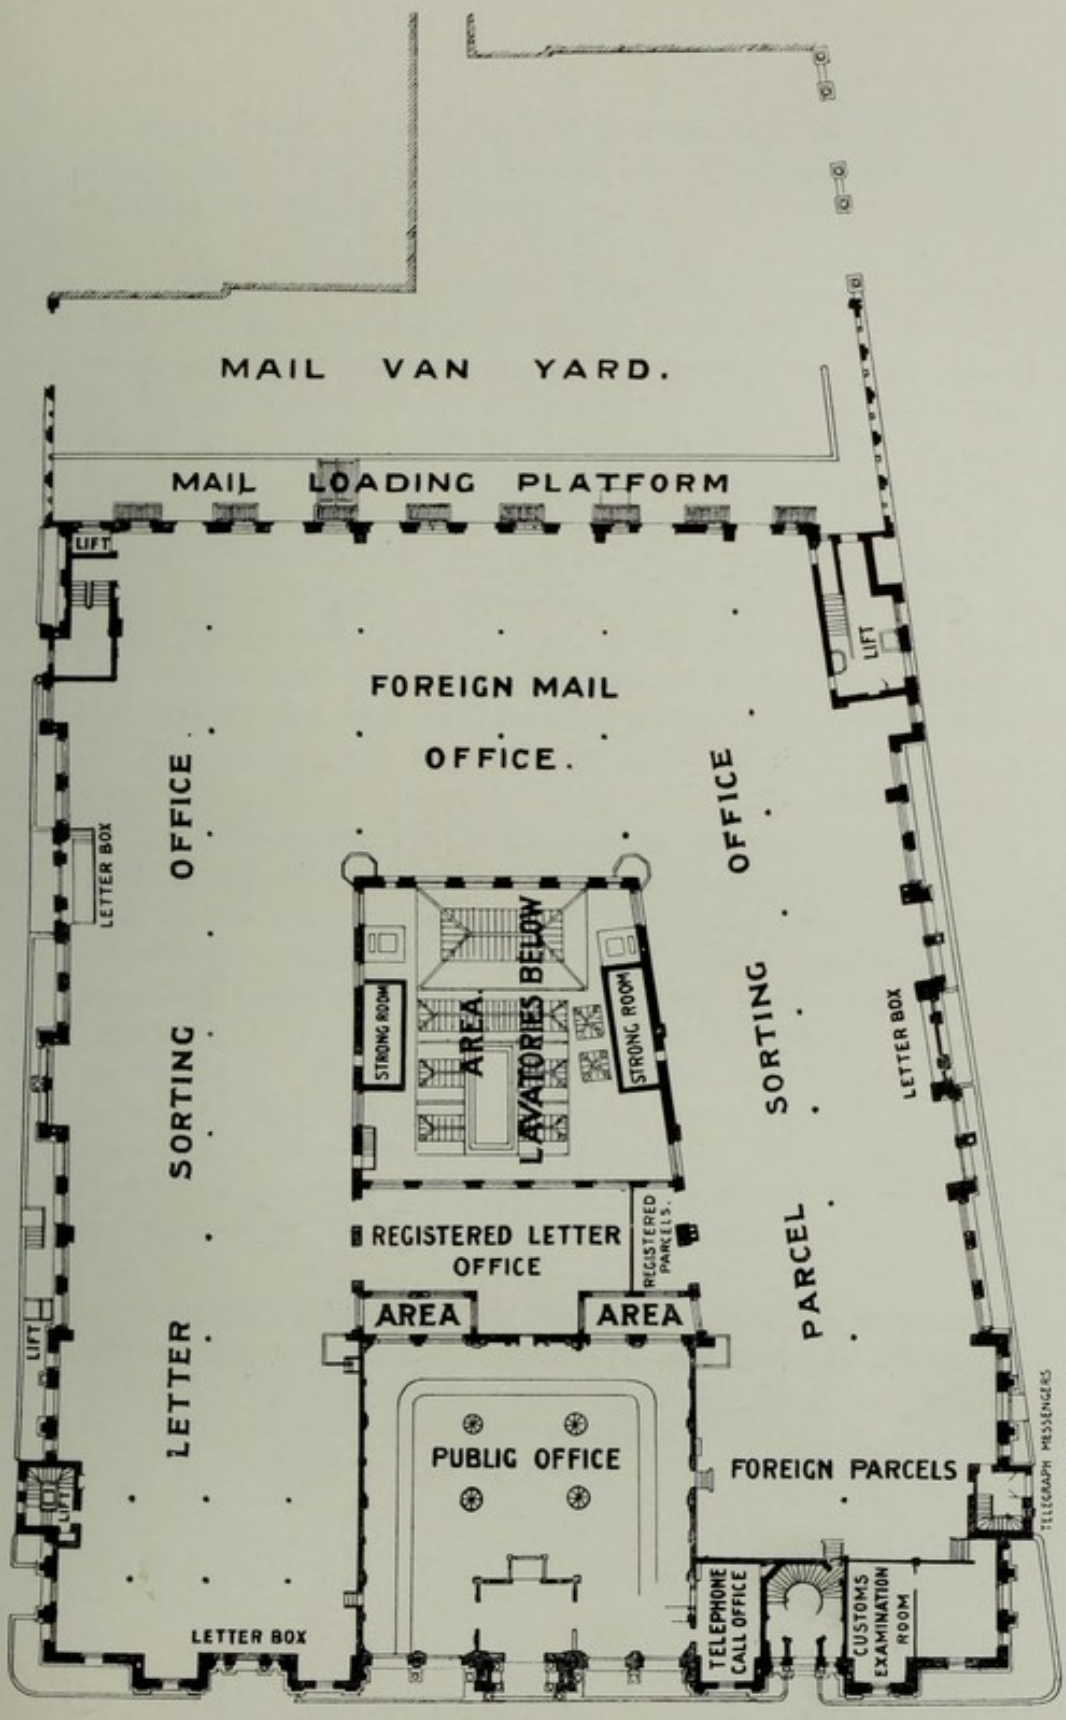 MAIL VAN YARD.
MAIL LOADING PLATFORM
LIFT
LIFT
FOREIGN MAIL
OFFICE.
LETTER SORTING OFFICE
PARCEL SORTING OFFICE
LETTER BOX
LETTER BOX
STRONG ROOM
AREA.
LAVATORIES BELOW
STRONG ROOM
REGISTERED LETTER
OFFICE
REGISTERED
PARCELS.
AREA
AREA
LIFT
PUBLIC OFFICE
FOREIGN PARCELS
TELEGRAPH MESSENGERS
LIFT
LETTER BOX
TELEPHONE
CALL OFFICE
CUSTOMS
EXAMINATION
ROOM